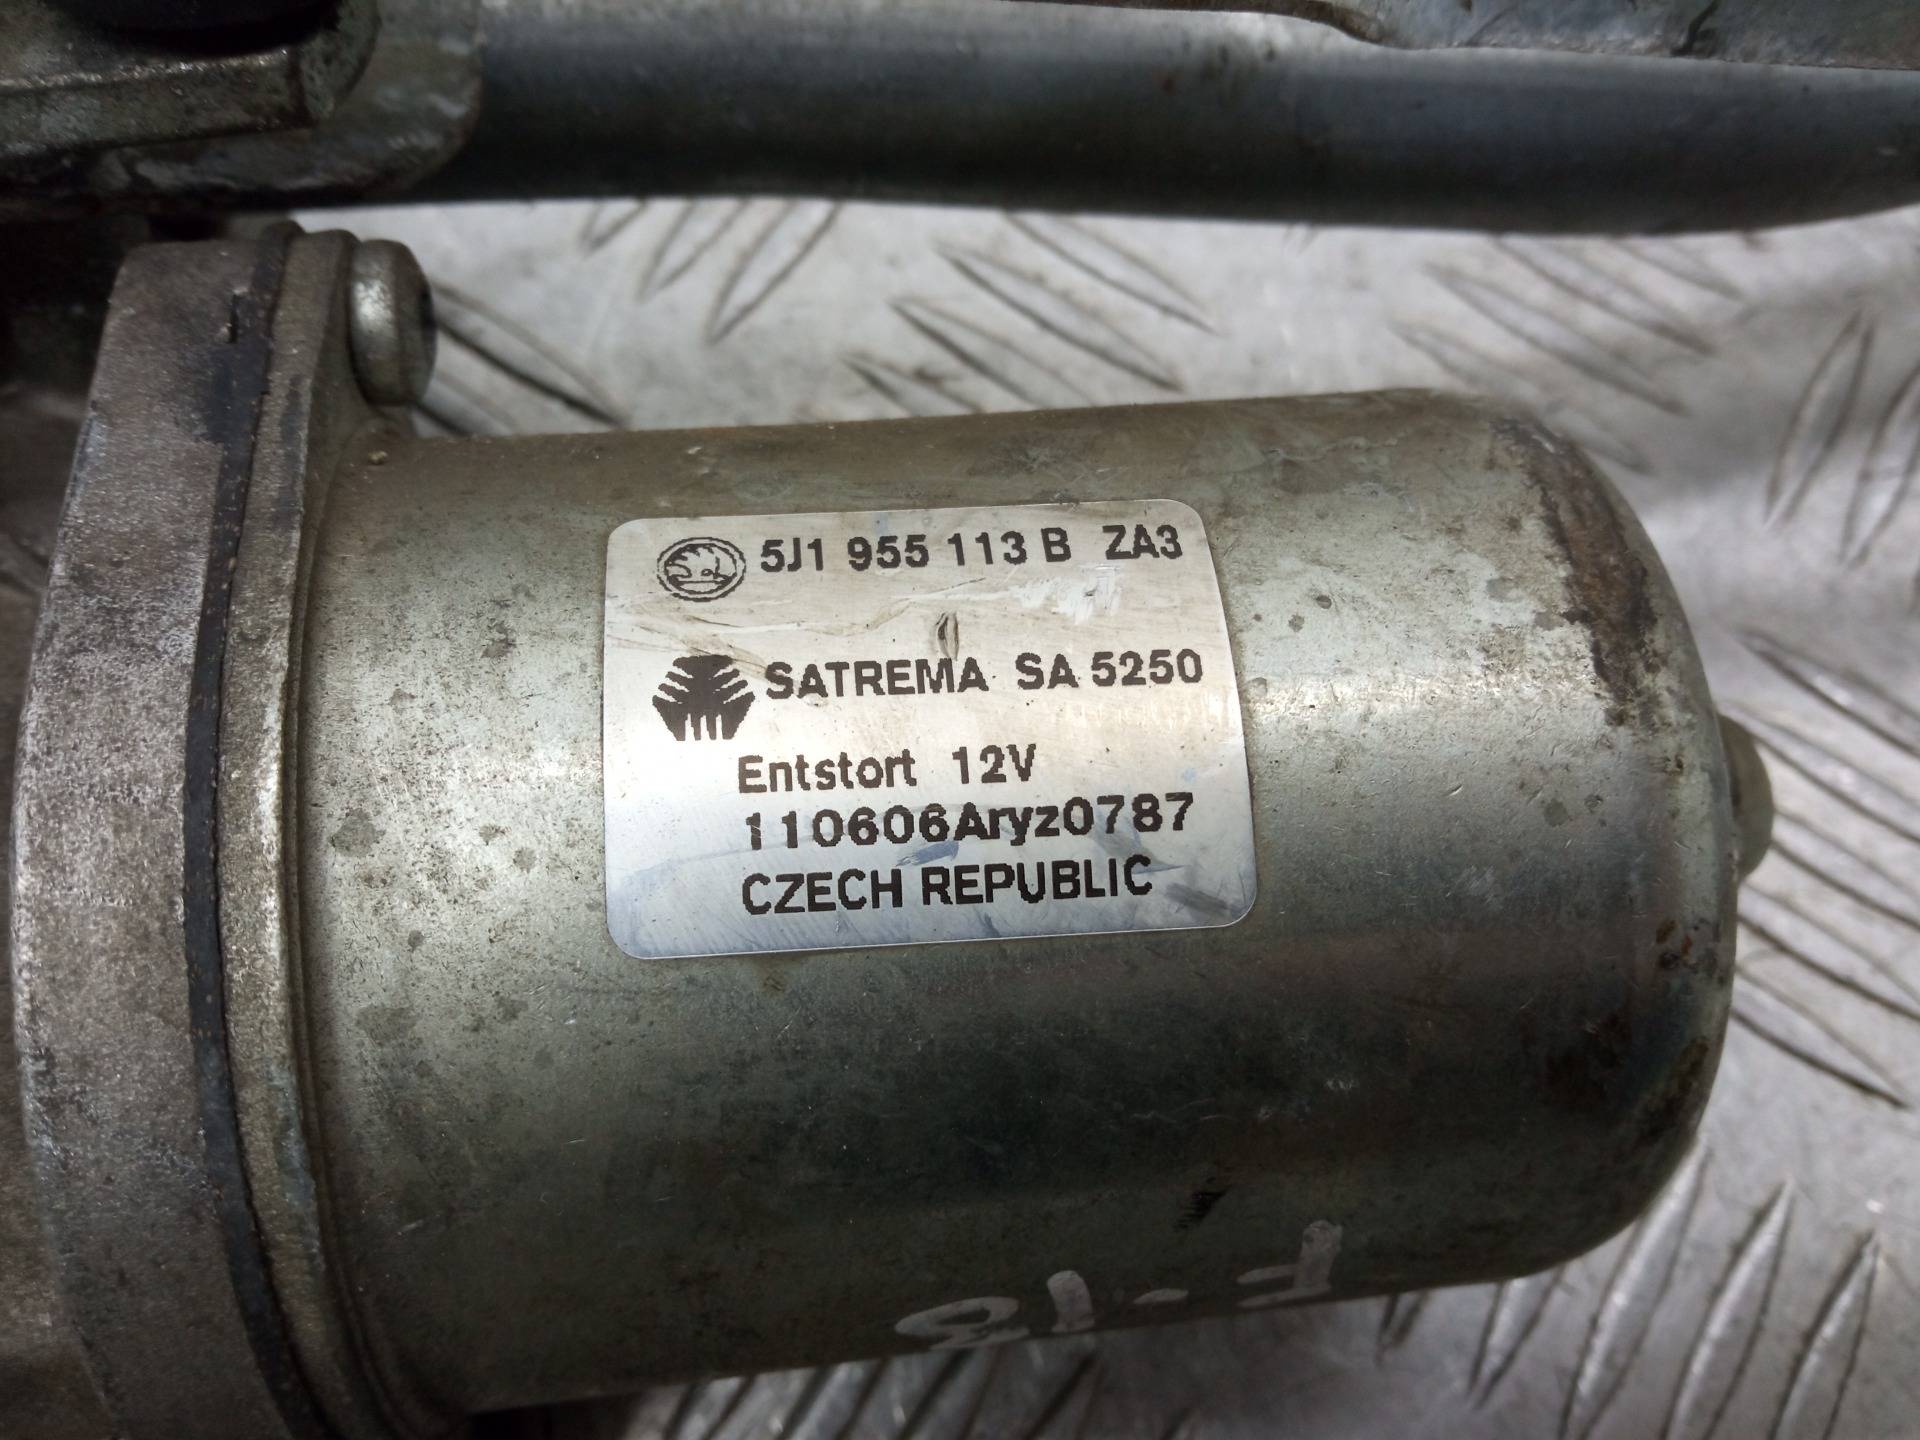 5J1 955 113 B ZA3
SATREMA SA 5250
Entstort 12V
110606Aryz0787
CZECH REPUBLIC